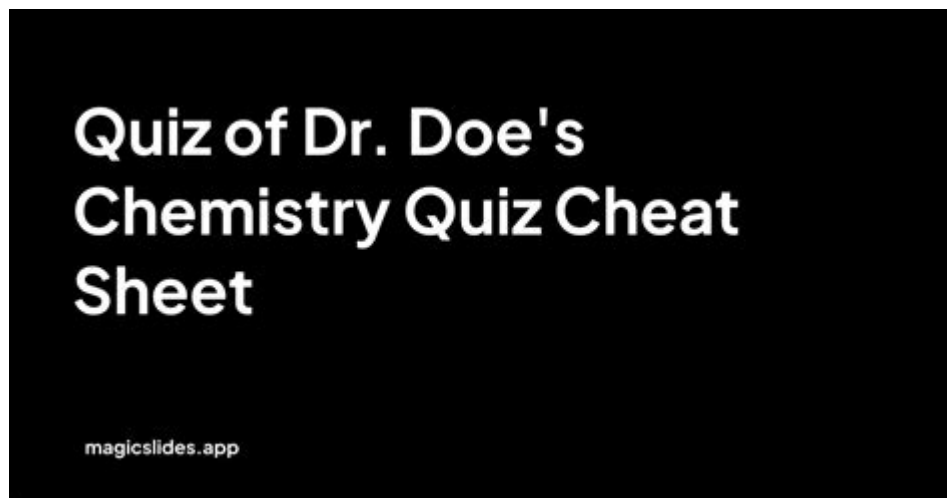 Quiz of Dr. Doe's
Chemistry Quiz Cheat
Sheet
magicslides.app